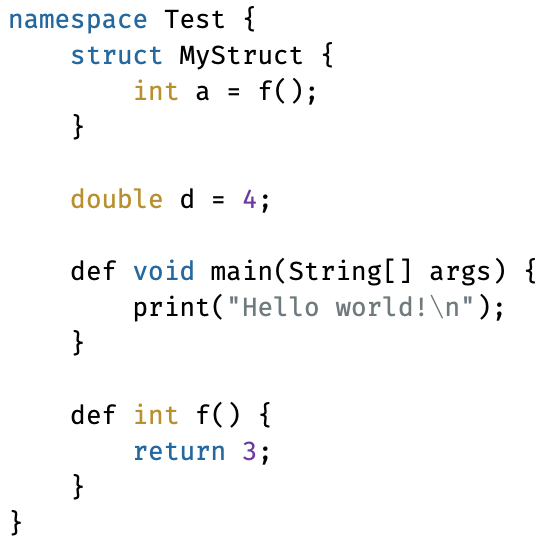 namespace Test {
    struct MyStruct {
        int a = f();
    }

    double d = 4;

    def void main(String[] args) {
        print("Hello world!\n");
    }

    def int f() {
        return 3;
    }
}